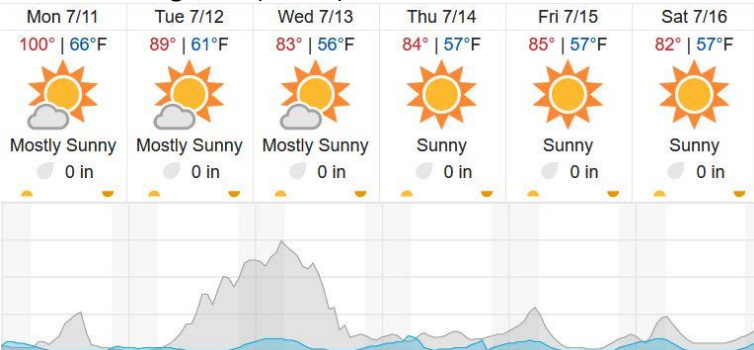 Mon 7/11 Tue 7/12 Wed 7/13 Thu 7/14 Fri 7/15 Sat 7/16
100° | 66°F 89° | 61°F 83° | 56°F 84° | 57°F 85° | 57°F 82° | 57°F
Mostly Sunny Mostly Sunny Mostly Sunny Sunny Sunny Sunny
0 in 0 in 0 in 0 in 0 in 0 in